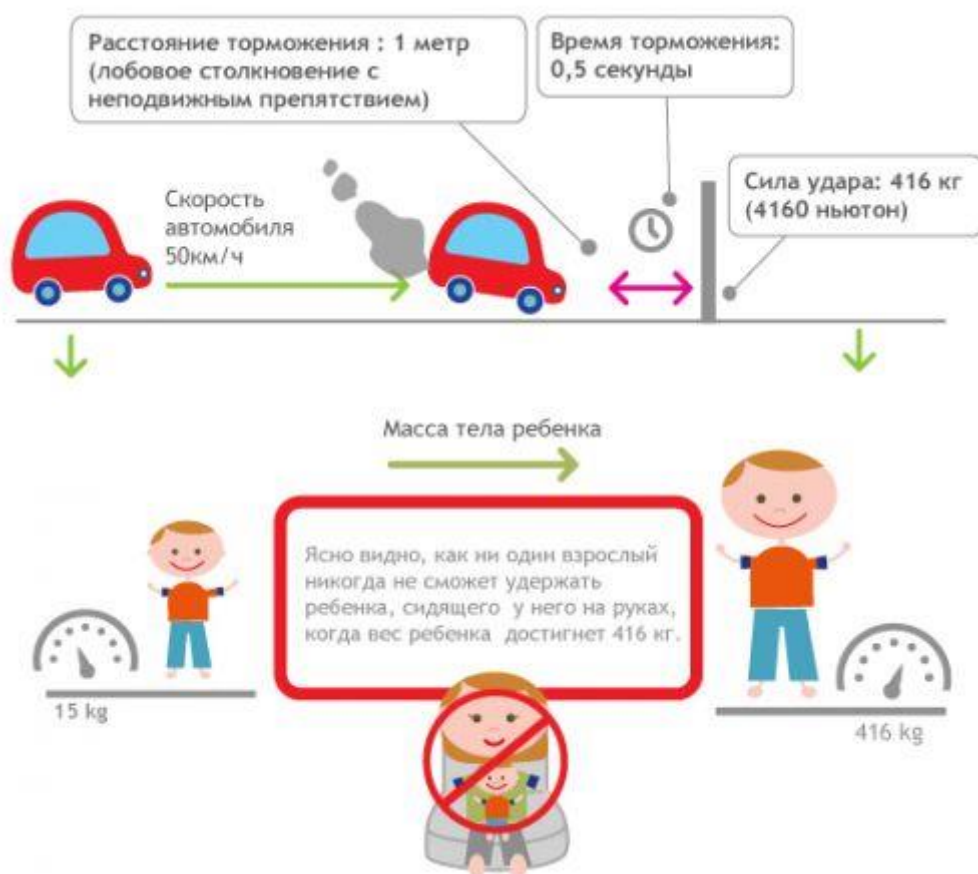 Расстояние торможения : 1 метр
(лобовое столкновение с
неподвижным препятствием)
Время торможения:
0,5 секунды
Скорость
автомобиля
50км/ч
Сила удара: 416 кг
(4160 ньютон)
Масса тела ребенка
Ясно видно, как ни один взрослый
никогда не сможет удержать
ребенка, сидящего у него на руках,
когда вес ребенка достигнет 416 кг.
15 kg
416 kg